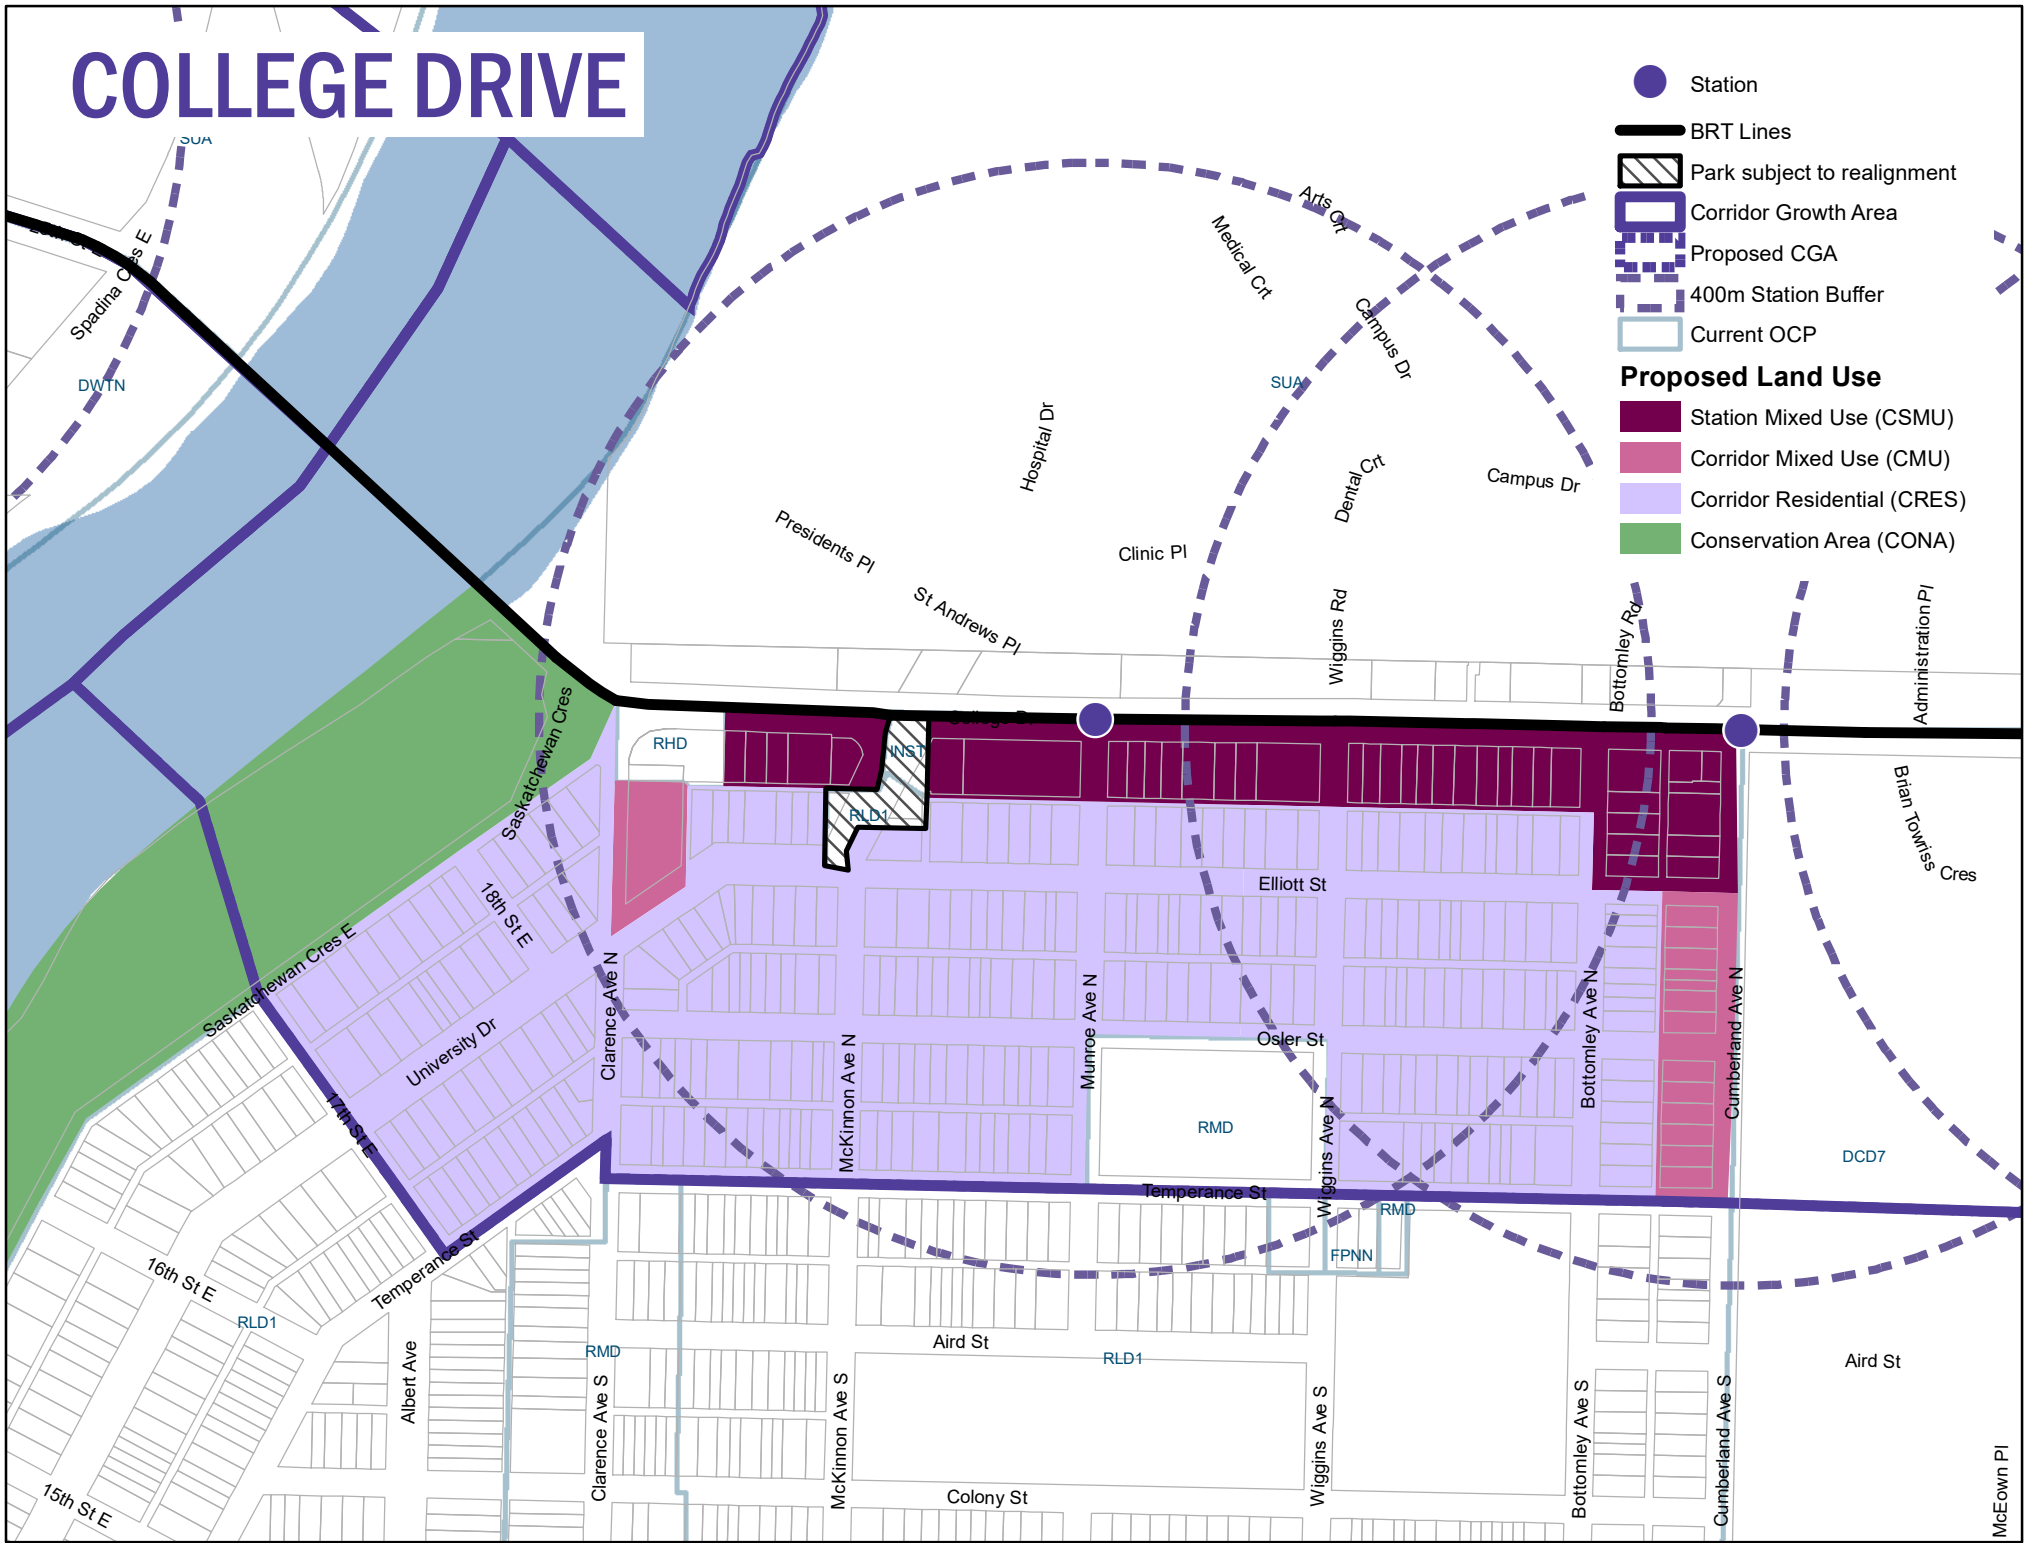 COLLEGE DRIVE
Station
BRT Lines
Park subject to realignment
Corridor Growth Area
Proposed CGA
400m Station Buffer
Current OCP
Proposed Land Use
Station Mixed Use (CSMU)
Corridor Mixed Use (CMU)
Corridor Residential (CRES)
Conservation Area (CONA)
SUA
Spadina Cres E
DWTN
Arts Crt
Medical Crt
Campus Dr
SUA
Hospital Dr
Dental Crt
Campus Dr
Presidents Pl
Clinic Pl
St Andrews Pl
Wiggins Rd
Bottomley Rd
Administration Pl
College Dr
Saskatchewan Cres
RHD
INST
RLD1
Brian Towriss Cres
Elliott St
18th St E
Saskatchewan Cres E
University Dr
17th St E
Clarence Ave N
McKinnon Ave N
Munroe Ave N
Osler St
RMD
Wiggins Ave N
Bottomley Ave N
Cumberland Ave N
DCD7
Temperance St
RMD
FPNN
Temperance St
16th St E
RLD1
Albert Ave
RMD
Aird St
RLD1
Aird St
Clarence Ave S
McKinnon Ave S
Wiggins Ave S
Bottomley Ave S
Cumberland Ave S
Colony St
15th St E
McEown Pl